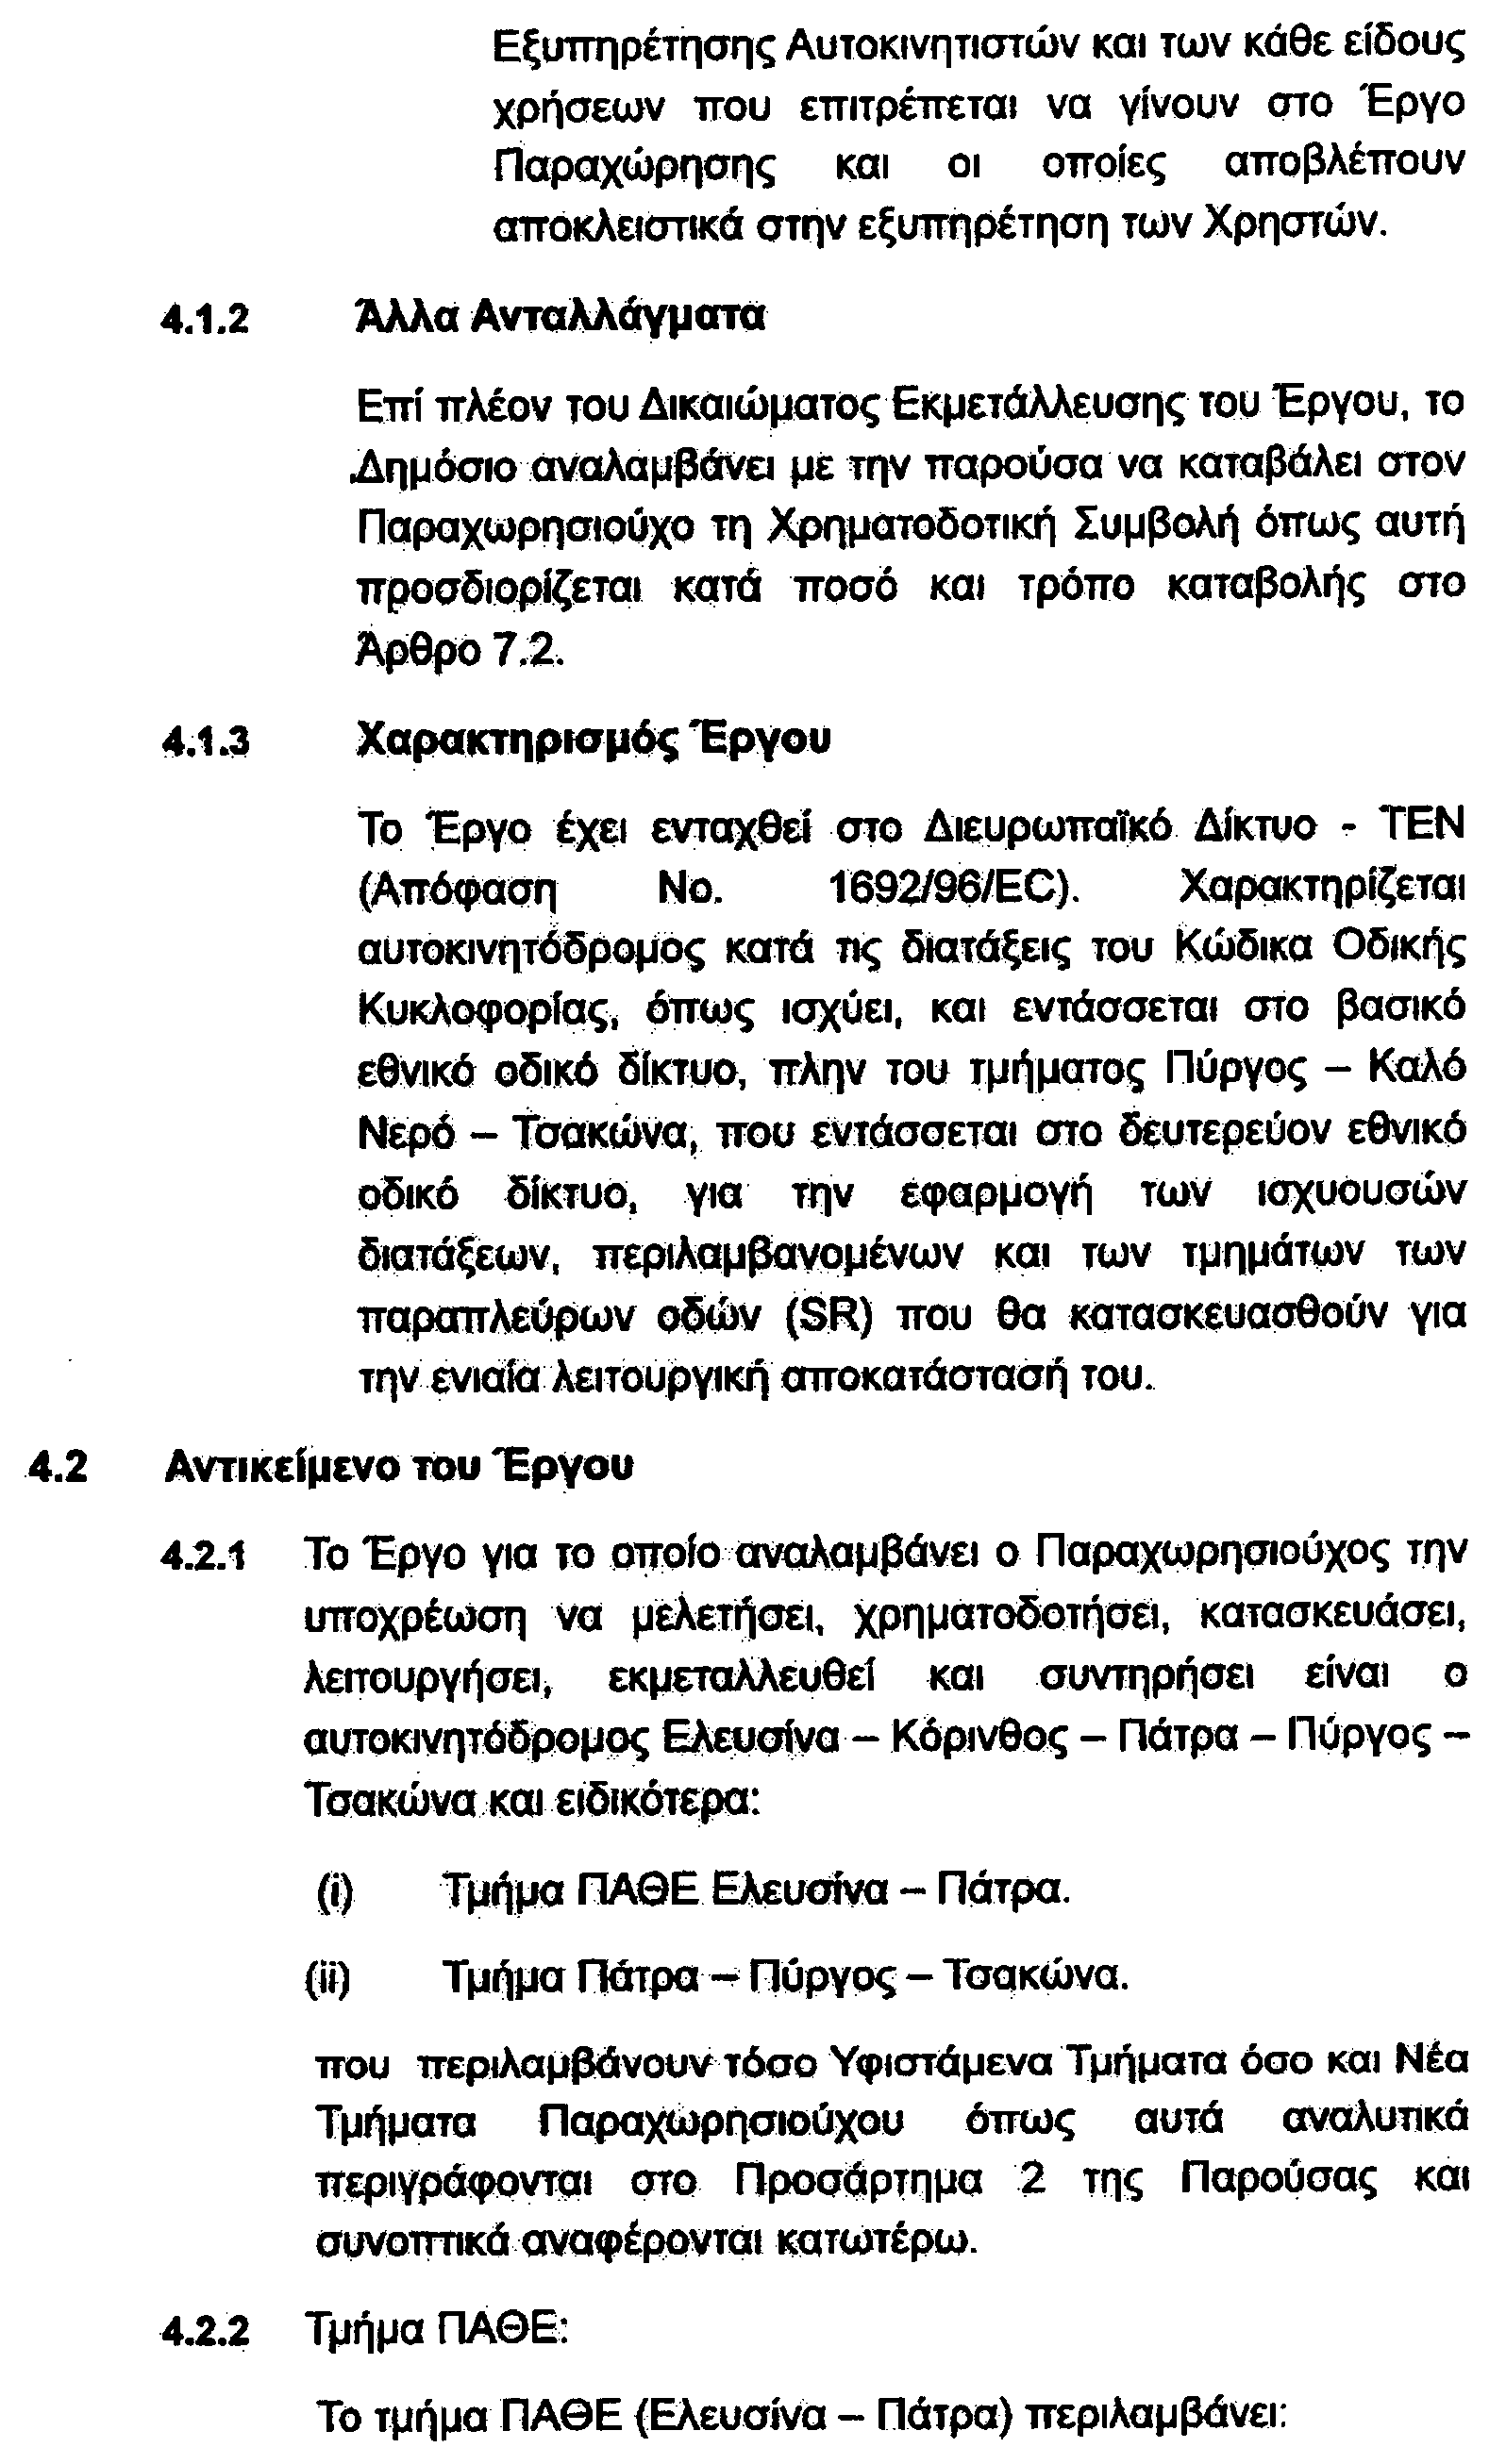 Εξυπηρέτησης Αυτοκινητιστών και των κάθε είδους
χρήσεων που επιτρέπεται να γίνουν στο Έργο
Παραχώρησης και οι οποίες αποβλέπουν
αποκλειστικά στην εξυπηρέτηση των Χρηστών.
4.1.2 Άλλα Ανταλλάγματα
Επί πλέον του Δικαιώματος Εκμετάλλευσης του Έργου, το
Δημόσιο αναλαμβάνει με την παρούσα να καταβάλει στον
Παραχωρησιούχο τη Χρηματοδοτική Συμβολή όπως αυτή
προσδιορίζεται κατά ποσό και τρόπο καταβολής στο
Άρθρο 7.2.
4.1.3 Χαρακτηρισμός Έργου
Το Έργο έχει ενταχθεί στο Διευρωπαϊκό Δίκτυο - ΤΕΝ
(Απόφαση No. 1692/96/EC). Χαρακτηρίζεται
αυτοκινητόδρομος κατά τις διατάξεις του Κώδικα Οδικής
Κυκλοφορίας, όπως ισχύει, και εντάσσεται στο βασικό
εθνικό οδικό δίκτυο, πλην του τμήματος Πύργος – Καλό
Νερό – Τσακώνα, που εντάσσεται στο δευτερεύον εθνικό
οδικό δίκτυο, για την εφαρμογή των ισχυουσών
διατάξεων, περιλαμβανομένων και των τμημάτων των
παραπλεύρων οδών (SR) που θα κατασκευασθούν για
την ενιαία λειτουργική αποκατάστασή του.
4.2 Αντικείμενο του Έργου
4.2.1 Το Έργο για το οποίο αναλαμβάνει ο Παραχωρησιούχος την
υποχρέωση να μελετήσει, χρηματοδοτήσει, κατασκευάσει,
λειτουργήσει, εκμεταλλευθεί και συντηρήσει είναι ο
αυτοκινητόδρομος Ελευσίνα – Κόρινθος – Πάτρα – Πύργος –
Τσακώνα και ειδικότερα:
(i) Τμήμα ΠΑΘΕ Ελευσίνα – Πάτρα.
(ii) Τμήμα Πάτρα – Πύργος – Τσακώνα.
που περιλαμβάνουν τόσο Υφιστάμενα Τμήματα όσο και Νέα
Τμήματα Παραχωρησιούχου όπως αυτά αναλυτικά
περιγράφονται στο Προσάρτημα 2 της Παρούσας και
συνοπτικά αναφέρονται κατωτέρω.
4.2.2 Τμήμα ΠΑΘΕ:
Το τμήμα ΠΑΘΕ (Ελευσίνα – Πάτρα) περιλαμβάνει: